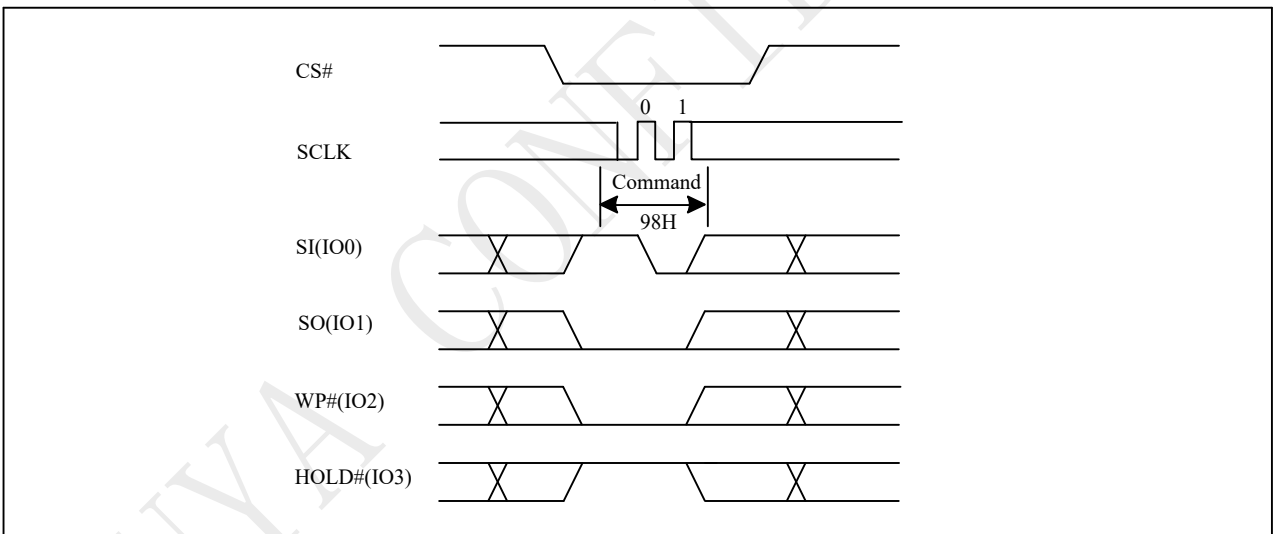 CS#
0 1
SCLK
Command
98H
SI(IO0)
SO(IO1)
WP#(IO2)
HOLD#(IO3)